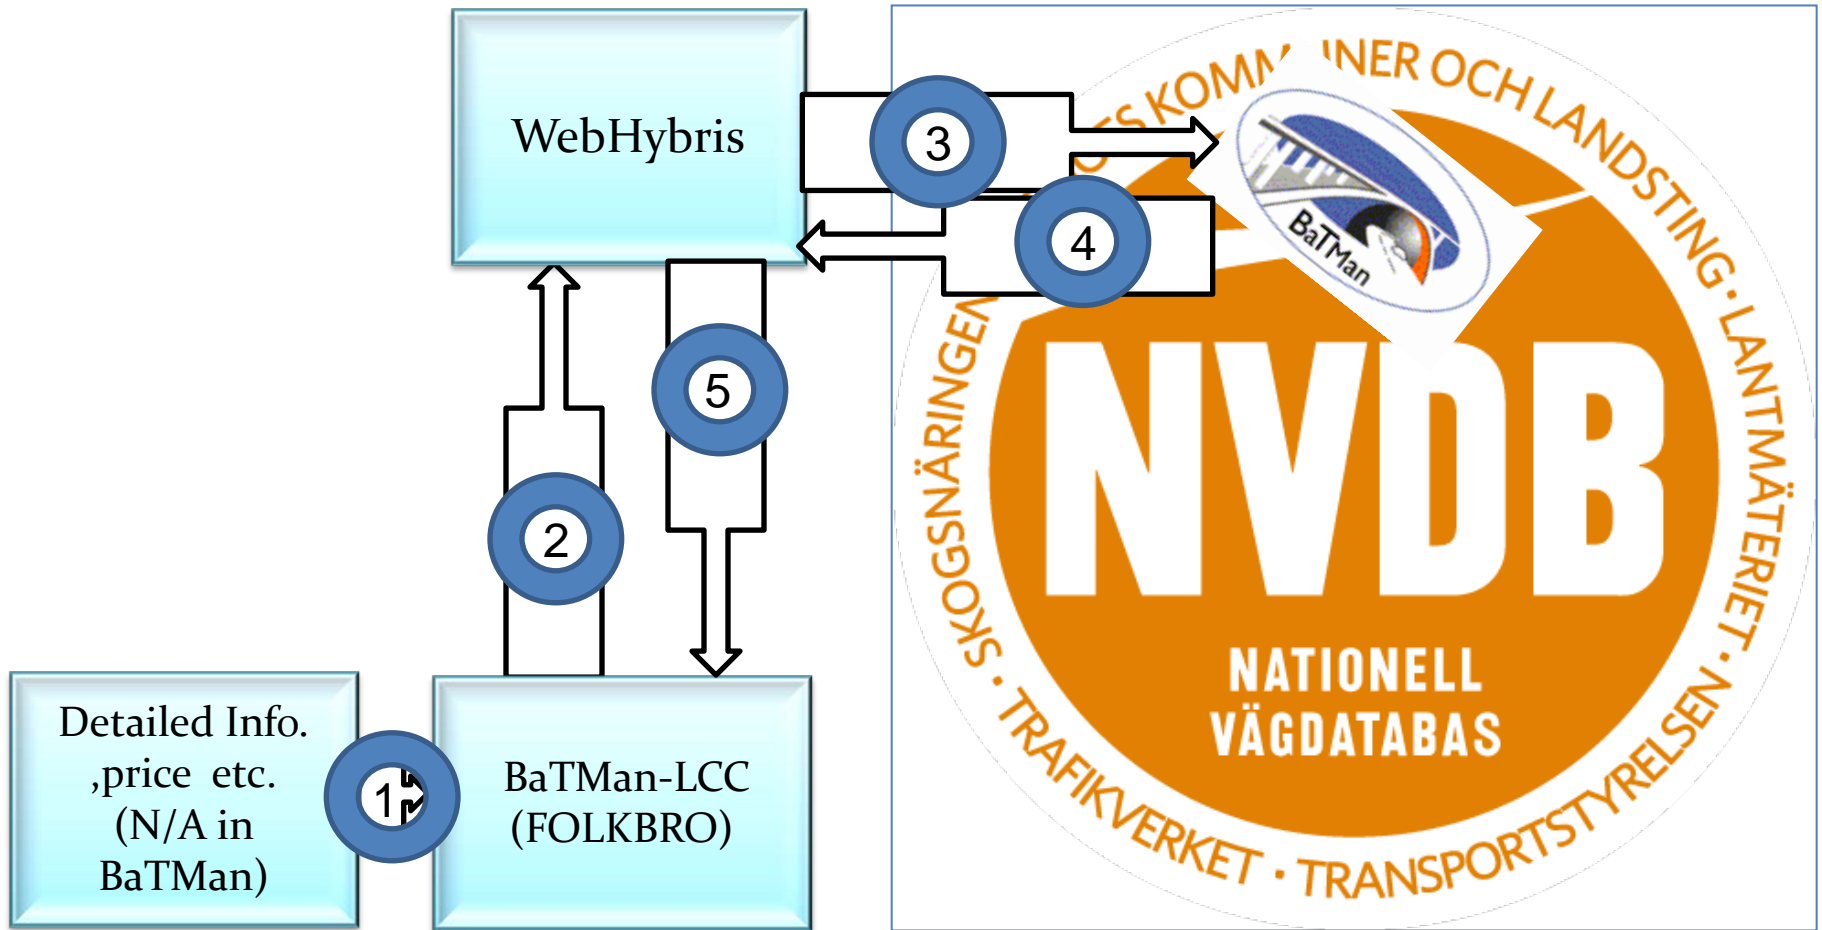 WebHybris
3
4
5
2
1
Detailed Info.
,price etc.
(N/A in
BaTMan)
BaTMan-LCC
(FOLKBRO)
BaTMan
NVDB
NATIONELL
VÄGDATABAS
OCH LANDSTING · LANTMÄTERIET · TRANSPORTSTYRELSEN · TRAFIKVERKET · SKOGSNÄRINGEN